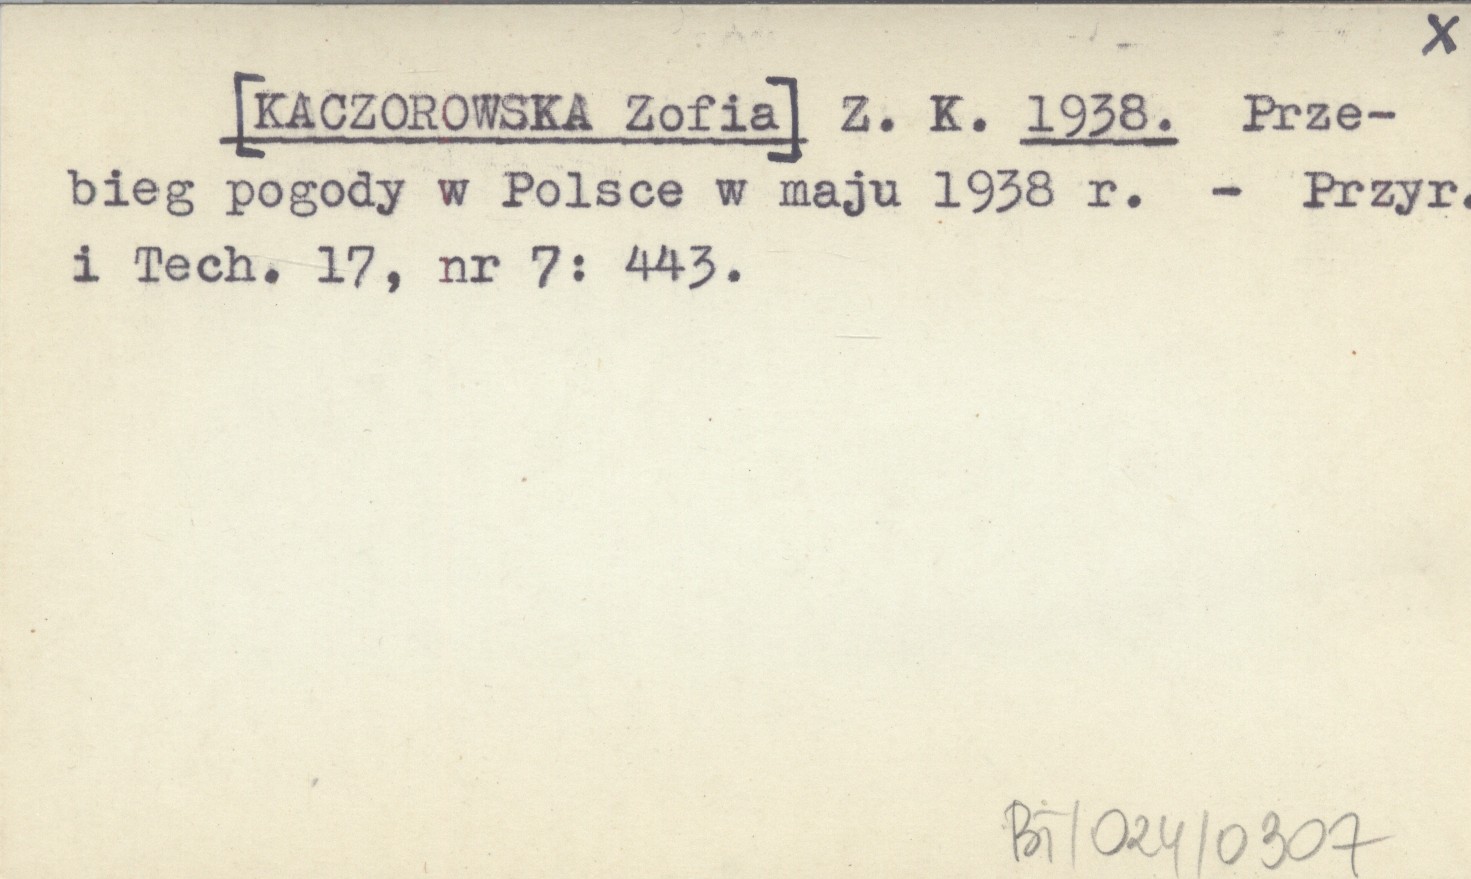 x
[KACZOROWSKA Zofia] Z. K. 1938. Prze-
bieg pogody w Polsce w maju 1938 r. - Przyr.
i Tech. 17, nr 7: 443.
BI/024/0307